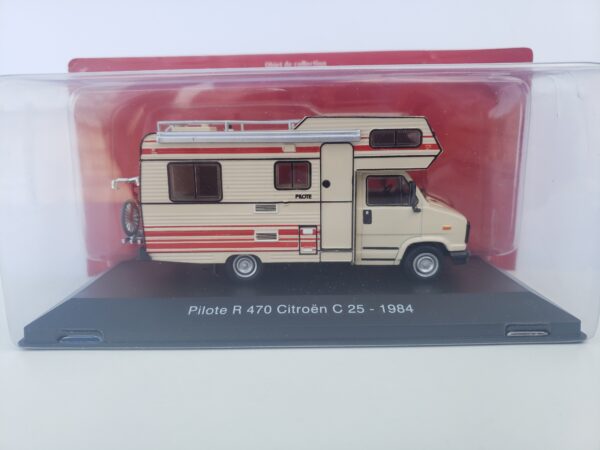 Objet de collection
PILOTE
Pilote R 470 Citroën C 25 - 1984